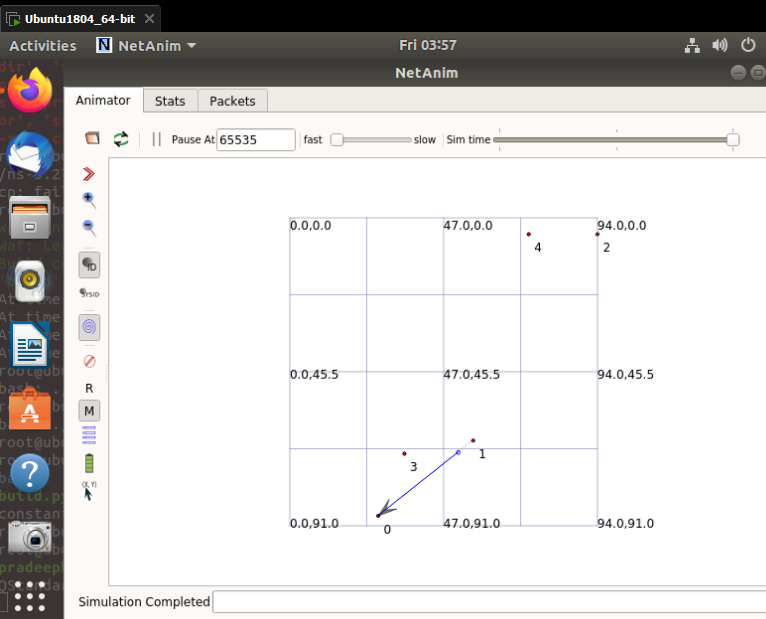 Ubuntu1804_64-bit
Activities
NetAnim
Fri 03:57
NetAnim
Animator
Stats
Packets
Pause At
65535
fast
slow
Sim time
0.0,0.0
47.0,0.0
94.0,0.0
4
2
ID
SYSID
0.0,45.5
47.0,45.5
94.0,45.5
R
M
3
1
(X,Y)
0.0,91.0
47.0,91.0
94.0,91.0
0
Simulation Completed